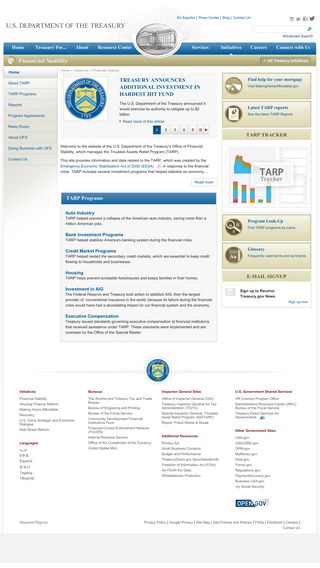 En Español | Press Center | Blog | Contact Us
U.S. DEPARTMENT OF THE TREASURY
Advanced Search
Home
Treasury For...
About
Resource Center
Services
Initiatives
Careers
Connect with Us
Financial Stability
All Treasury Initiatives
Home
About TARP
TARP Programs
Reports
Program Agreements
News Room
About OFS
Doing Business with OFS
Contact Us
Home » Initiatives » Financial Stability
TREASURY ANNOUNCES
ADDITIONAL INVESTMENT IN
HARDEST HIT FUND
The U.S. Department of the Treasury announced it
would exercise its authority to obligate up to $2
billion.
Read more of this article
1 2 3 4 5
Welcome to the website of the U.S. Department of the Treasury's Office of Financial
Stability, which manages the Troubled Assets Relief Program (TARP).
This site provides information and data related to the TARP, which was created by the
Emergency Economic Stabilization Act of 2008 (EESA) in response to the financial
crisis. TARP includes several investment programs that helped stabilize an economy ...
Read more
TARP Programs
Auto Industry
TARP helped prevent a collapse of the American auto industry, saving more than a
million American jobs.
Bank Investment Programs
TARP helped stabilize America's banking system during the financial crisis.
Credit Market Programs
TARP helped restart the secondary credit markets, which are essential to keep credit
flowing to households and businesses.
Housing
TARP helps prevent avoidable foreclosures and keeps families in their homes.
Investment in AIG
The Federal Reserve and Treasury took action to stabilize AIG, then the largest
provider of conventional insurance in the world, because its failure during the financial
crisis would have had a devastating impact on our financial system and the economy.
Executive Compensation
Treasury issued standards governing executive compensation at financial institutions
that received assistance under TARP. These standards were implemented and are
overseen by the Office of the Special Master.
Find help for your mortgage
Visit MakingHomeAffordable.gov
Latest TARP reports
See the latest TARP Reports
TARP TRACKER
TARP
Tracker
Program Look-Up
Find TARP programs by name.
Glossary
Frequently used terms and acronyms.
E-MAIL SIGNUP
Sign up to Receive
Treasury.gov News
Sign up now
Initiatives
Financial Stability
Housing Finance Reform
Making Home Affordable
Recovery
U.S.-China Strategic and Economic
Dialogue
Wall Street Reform
Languages
العربية
中文
Español
한국어
Tagalog
TiếngViệt
Bureaus
The Alcohol and Tobacco Tax and Trade
Bureau
Bureau of Engraving and Printing
Bureau of the Fiscal Service
Community Development Financial
Institutions Fund
Financial Crimes Enforcement Network
(FinCEN)
Internal Revenue Service
Office of the Comptroller of the Currency
United States Mint
Inspector General Sites
Office of Inspector General (OIG)
Treasury Inspector General for Tax
Administration (TIGTA)
Special Inspector General, Troubled
Asset Relief Program (SIGTARP)
Report, Fraud Waste & Abuse
Additional Resources
Privacy Act
Small Business Contacts
Budget and Performance
TreasuryDirect.gov Securities/Bonds
Freedom of Information Act (FOIA)
No FEAR Act Data
Whistleblower Protection
U.S. Government Shared Services
HR Connect Program Office
Administrative Resource Center (ARC)-
Bureau of the Fiscal Service
Treasury Direct Services for
Governments
Other Government Sites
USA.gov
USAJOBS.gov
OPM.gov
MyMoney.gov
Data.gov
Forms.gov
Regulations.gov
PaymentAccuracy.gov
Business.USA.gov
my Social Security
OPENGOV
Required Plug-ins
Privacy Policy | Google Privacy | Site Map | Site Policies and Notices | FAQs | Feedback | Careers |
Contact Us